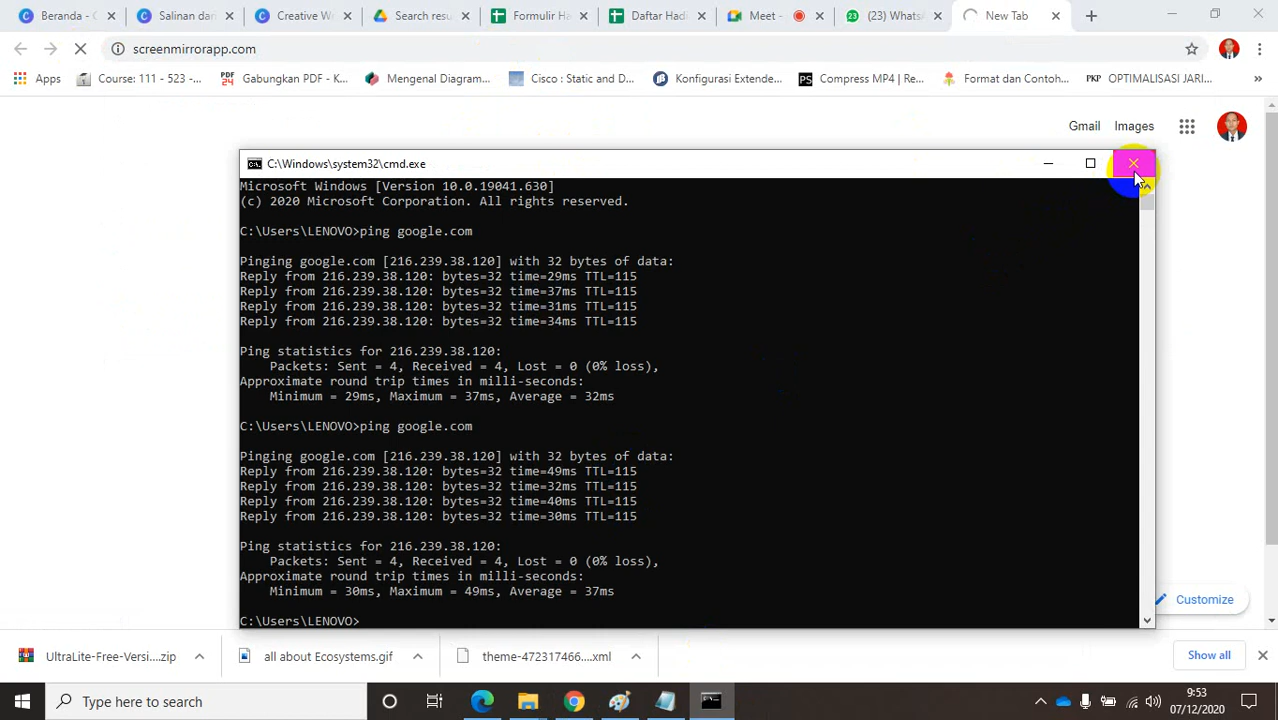 Beranda -
Salinan dan
Creative W
Search resu
Formulir Ha
Daftar Had
Meet -
(23) Whats
New Tab
screenmirrorapp.com
Apps
Course: 111 - 523 -...
PDF 24
Gabungkan PDF - K...
Mengenal Diagram...
Cisco : Static and D...
Konfigurasi Extende...
PS
Compress MP4 | Re...
Format dan Contoh...
PKP
OPTIMALISASI JARI...
»
Gmail
Images
C:\Windows\system32\cmd.exe
Microsoft Windows [Version 10.0.19041.630]
(c) 2020 Microsoft Corporation. All rights reserved.
C:\Users\LENOVO>ping google.com
Pinging google.com [216.239.38.120] with 32 bytes of data:
Reply from 216.239.38.120: bytes=32 time=29ms TTL=115
Reply from 216.239.38.120: bytes=32 time=37ms TTL=115
Reply from 216.239.38.120: bytes=32 time=31ms TTL=115
Reply from 216.239.38.120: bytes=32 time=34ms TTL=115
Ping statistics for 216.239.38.120:
Packets: Sent = 4, Received = 4, Lost = 0 (0% loss),
Approximate round trip times in milli-seconds:
Minimum = 29ms, Maximum = 37ms, Average = 32ms
C:\Users\LENOVO>ping google.com
Pinging google.com [216.239.38.120] with 32 bytes of data:
Reply from 216.239.38.120: bytes=32 time=49ms TTL=115
Reply from 216.239.38.120: bytes=32 time=32ms TTL=115
Reply from 216.239.38.120: bytes=32 time=40ms TTL=115
Reply from 216.239.38.120: bytes=32 time=30ms TTL=115
Ping statistics for 216.239.38.120:
Packets: Sent = 4, Received = 4, Lost = 0 (0% loss),
Approximate round trip times in milli-seconds:
Minimum = 30ms, Maximum = 49ms, Average = 37ms
C:\Users\LENOVO>
Customize
UltraLite-Free-Versi....zip
all about Ecosystems.gif
theme-472317466....xml
Show all
Type here to search
9:53
07/12/2020